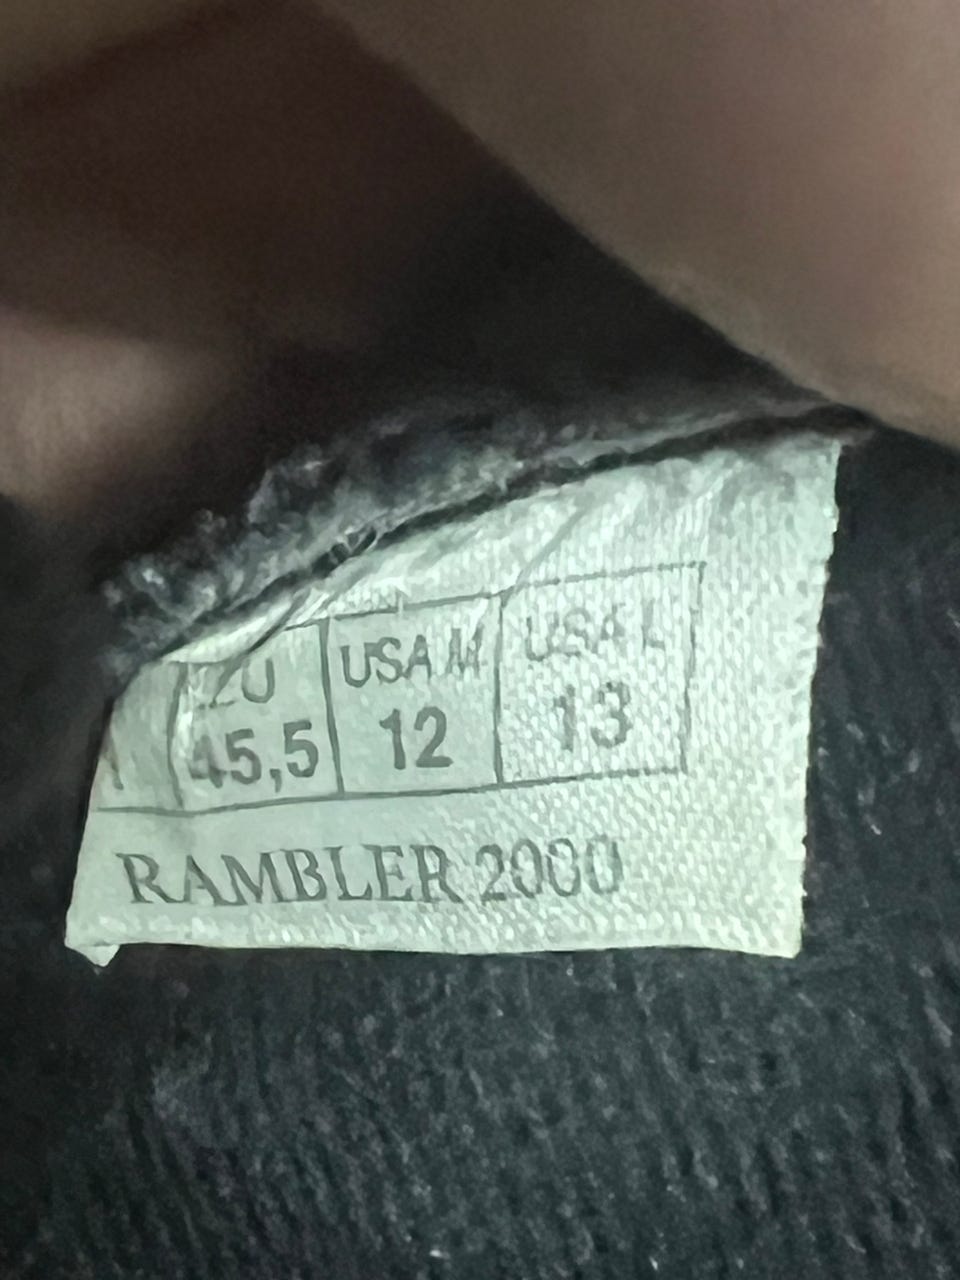 EU USA M USA L
45,5 12 13
RAMBLER 2000